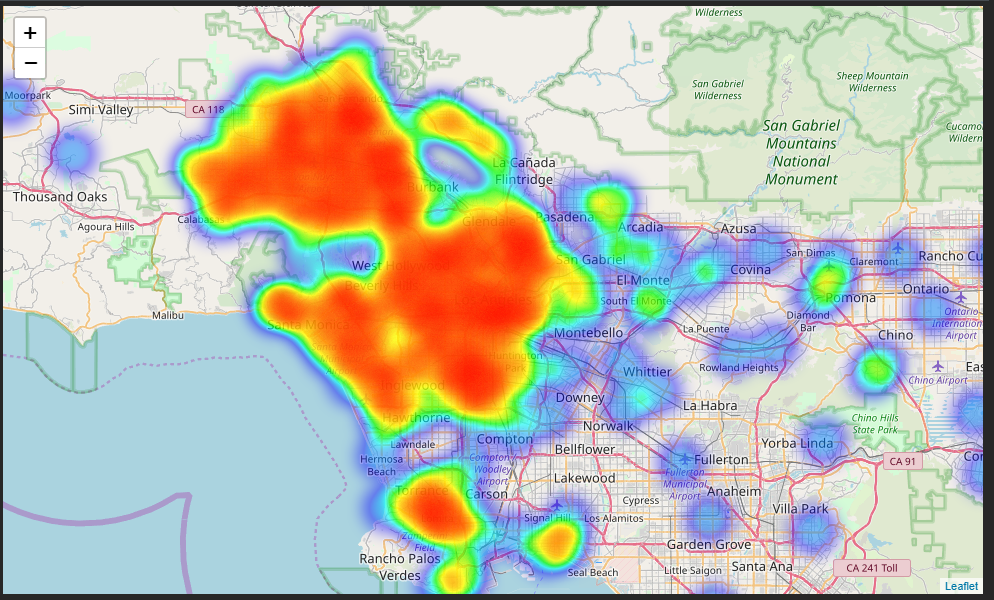 +
−
Wilderness
Moorpark
Simi Valley
CA 118
San Gabriel
Wilderness
Sheep Mountain
Wilderness
San Gabriel
Mountains
National
Monument
La Cañada
Flintridge
Burbank
Thousand Oaks
Agoura Hills
Calabasas
Pasadena
Arcadia
Azusa
San Gabriel
El Monte
South El Monte
Covina
San Dimas
Claremont
Rancho Cu
Pomona
Ontario
Ontario
International
Airport
Diamond
Bar
Chino
Chino Airport
Malibu
Santa Monica
Beverly Hills
Montebello
La Puente
Rowland Heights
Huntington
Park
Whittier
Inglewood
Downey
La Habra
Chino Hills
State Park
Hawthorne
Norwalk
Compton
Lawndale
Hermosa
Beach
Bellflower
Yorba Linda
Fullerton
CA 91
Compton
Woodley
Airport
Fullerton
Municipal
Airport
Lakewood
Torrance
Carson
Cypress
Anaheim
Villa Park
Signal Hill
Los Alamitos
Garden Grove
Rancho Palos
Verdes
Seal Beach
Little Saigon
Santa Ana
CA 241 Toll
Leaflet